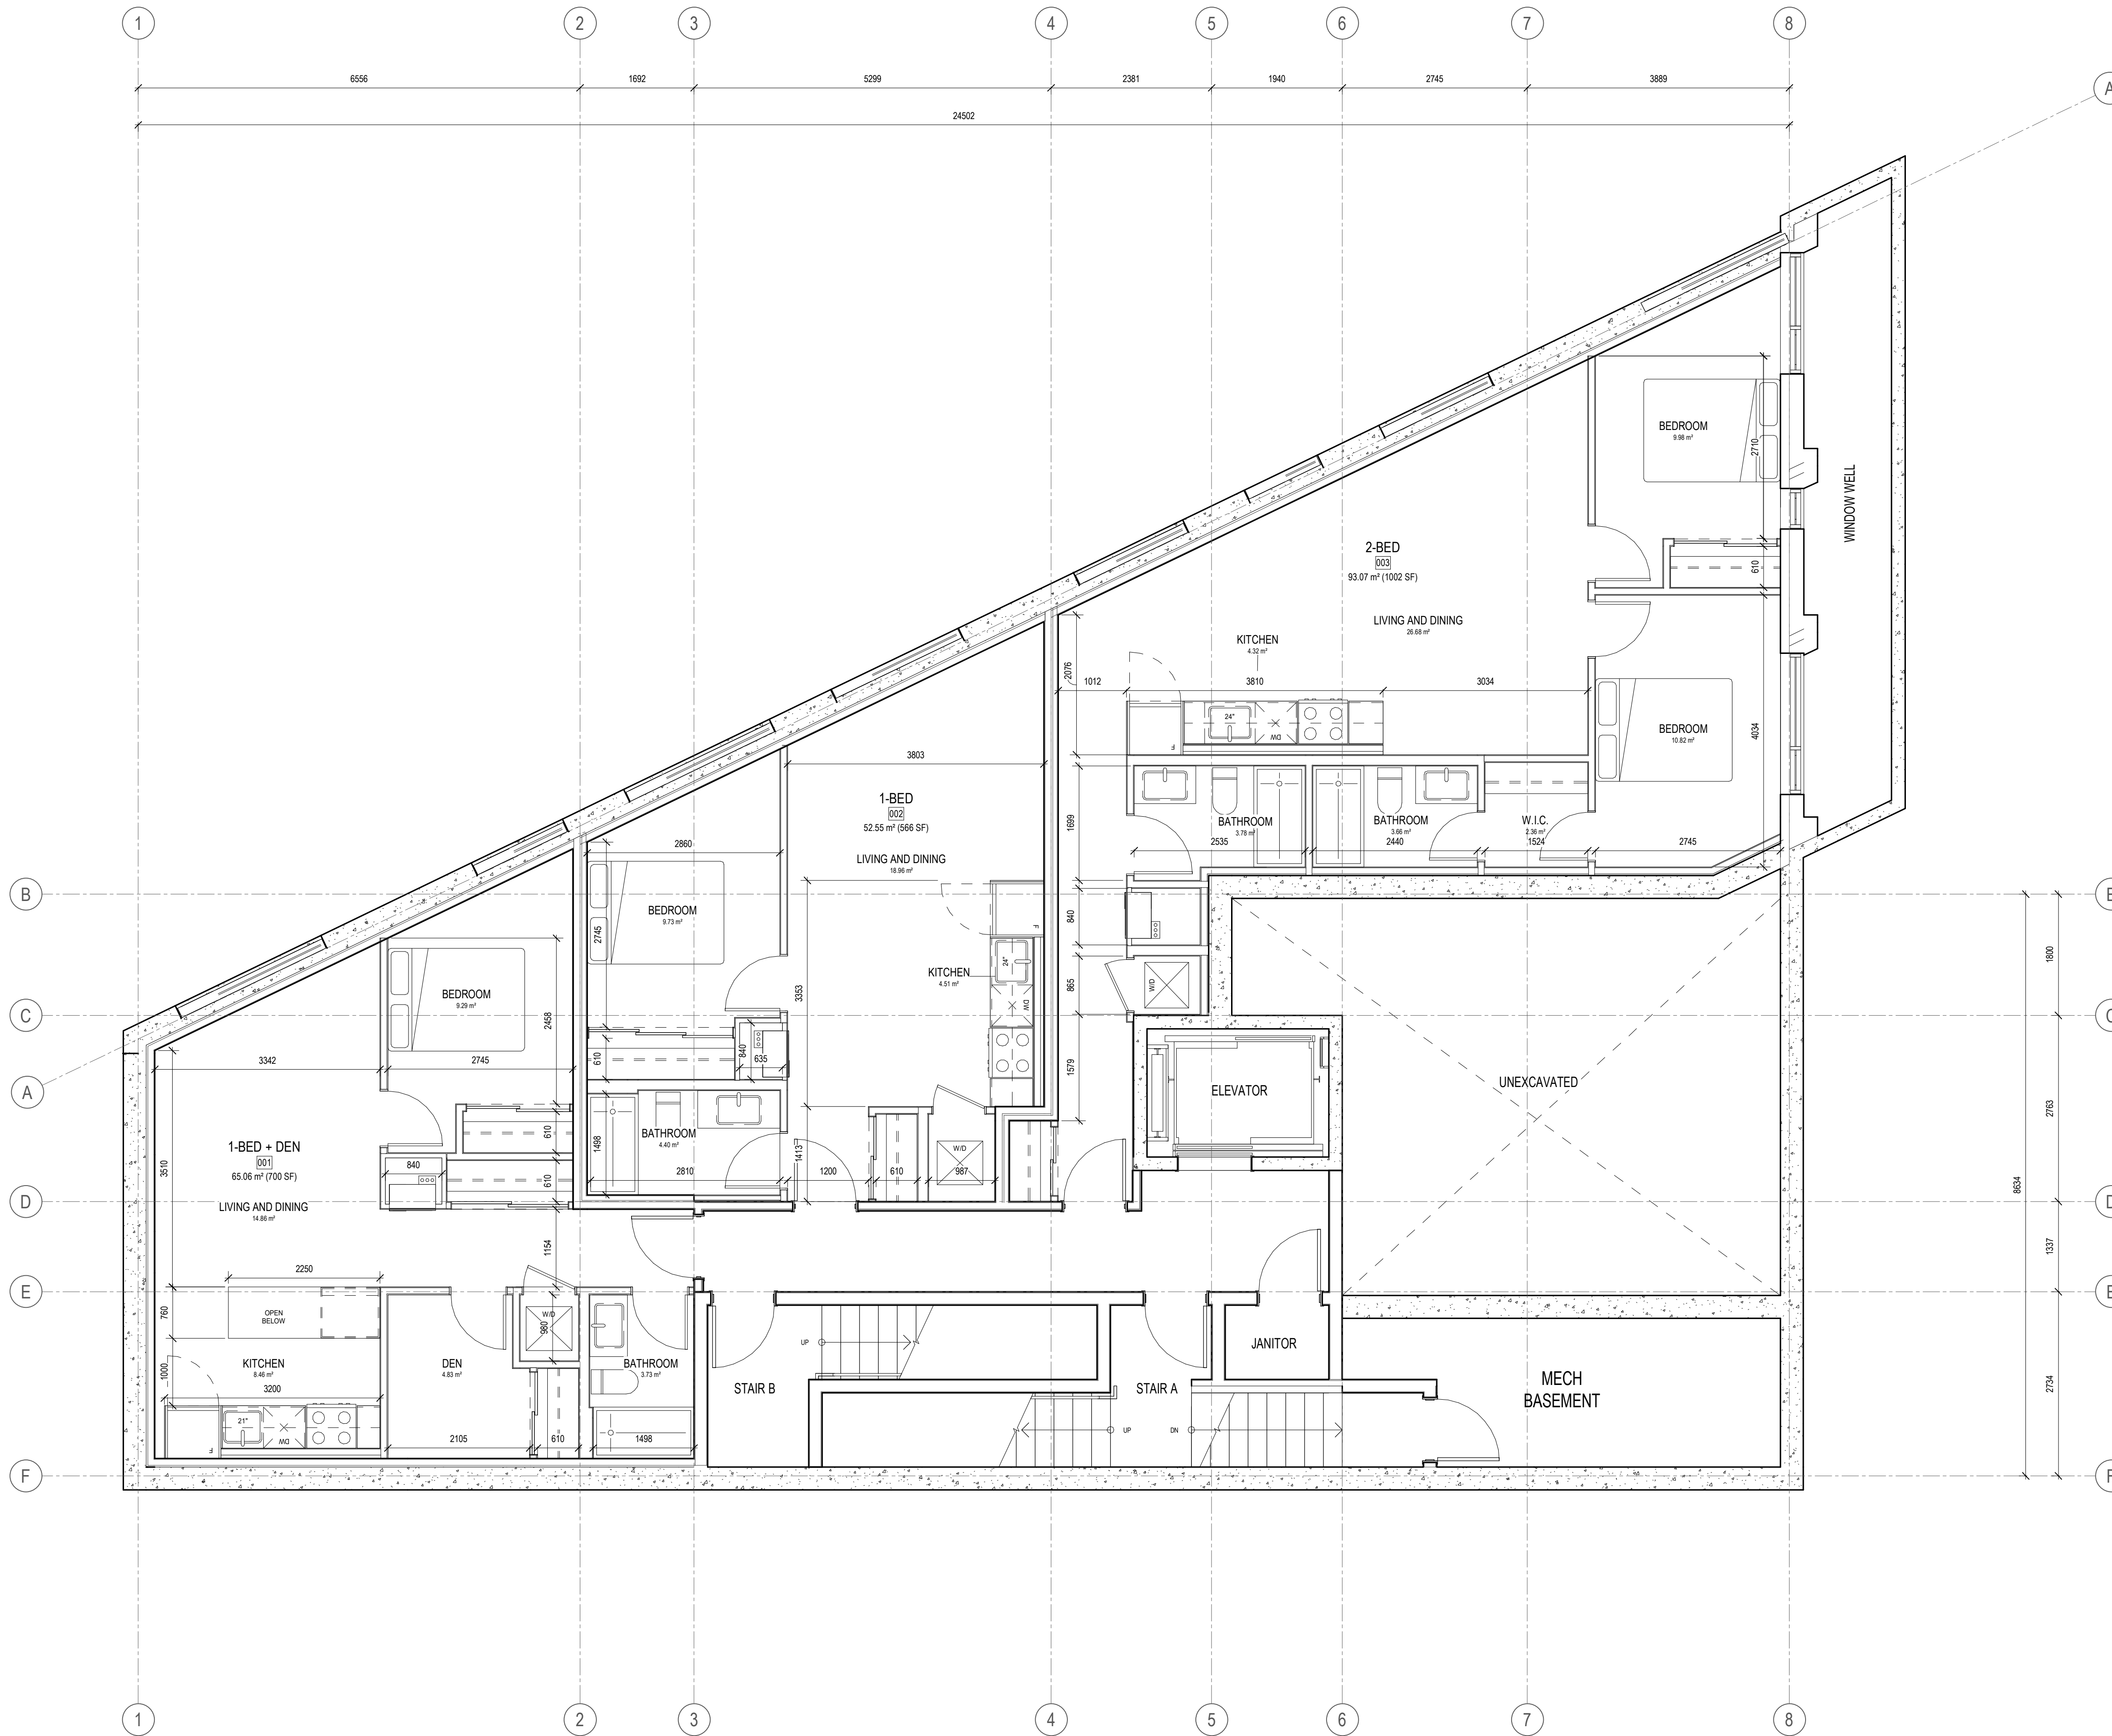 1
2
3
4
5
6
7
8
A
6556
1692
5299
2381
1940
2745
3889
24502
BEDROOM
9.98 m²
2710
WINDOW WELL
610
2-BED
003
93.07 m² (1002 SF)
LIVING AND DINING
26.68 m²
KITCHEN
4.32 m²
2076
1012
3810
3034
24"
DW
F
BEDROOM
10.82 m²
4034
3803
1-BED
002
52.55 m² (566 SF)
LIVING AND DINING
18.96 m²
1699
BATHROOM
3.78 m²
BATHROOM
3.66 m²
W.I.C.
2.36 m²
2535
2440
1524
2745
2860
BEDROOM
9.73 m²
2745
B
B
840
F
24"
KITCHEN
4.51 m²
DW
3353
865
W/D
1800
BEDROOM
9.29 m²
2458
C
C
610
840
635
1579
ELEVATOR
UNEXCAVATED
2763
8634
A
3342
2745
1-BED + DEN
001
65.06 m² (700 SF)
3510
LIVING AND DINING
14.86 m²
840
610
610
BATHROOM
4.40 m²
1498
2810
1413
1200
610
W/D
987
D
D
1154
1337
2250
E
E
OPEN
BELOW
760
W/D
980
KITCHEN
8.46 m²
1000
3200
DEN
4.83 m²
BATHROOM
3.73 m²
UP
STAIR B
STAIR A
JANITOR
MECH
BASEMENT
2734
UP
DN
21"
DW
F
2105
610
1498
F
F
1
2
3
4
5
6
7
8